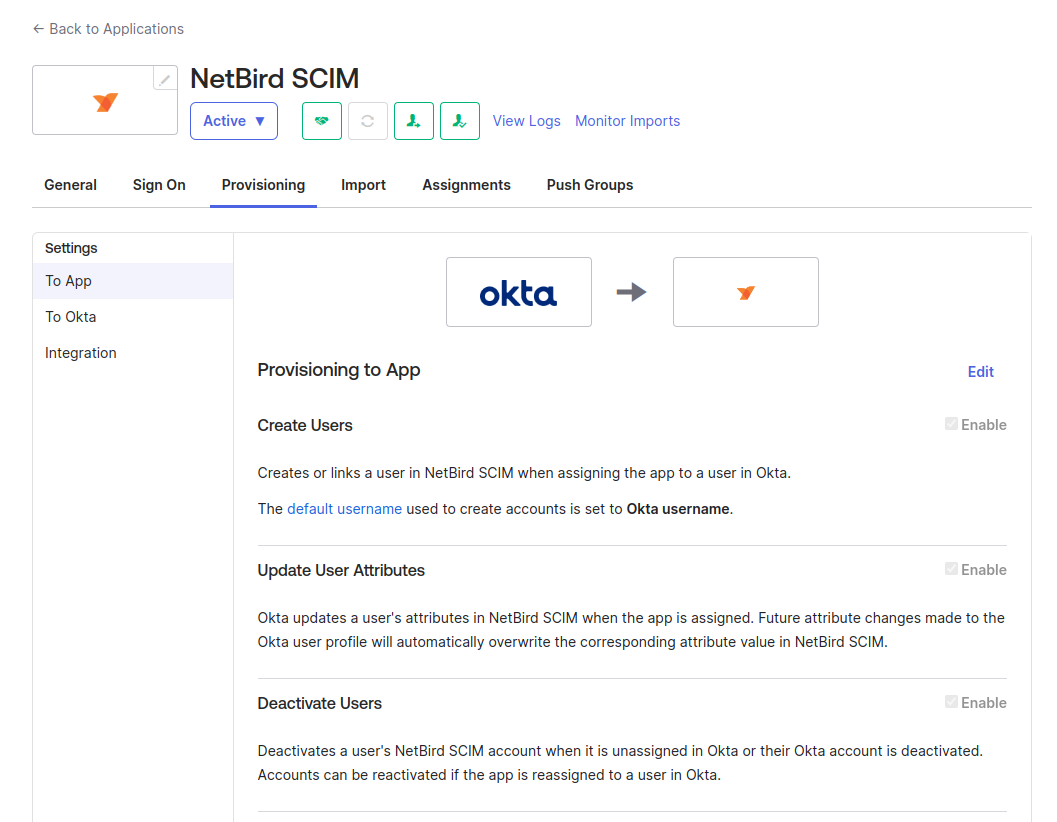 ← Back to Applications
NetBird SCIM
Active ▼
View Logs Monitor Imports
General Sign On Provisioning Import Assignments Push Groups
Settings
To App
To Okta
Integration
okta
Provisioning to App Edit
Create Users Enable
Creates or links a user in NetBird SCIM when assigning the app to a user in Okta.
The default username used to create accounts is set to Okta username.
Update User Attributes Enable
Okta updates a user's attributes in NetBird SCIM when the app is assigned. Future attribute changes made to the
Okta user profile will automatically overwrite the corresponding attribute value in NetBird SCIM.
Deactivate Users Enable
Deactivates a user's NetBird SCIM account when it is unassigned in Okta or their Okta account is deactivated.
Accounts can be reactivated if the app is reassigned to a user in Okta.